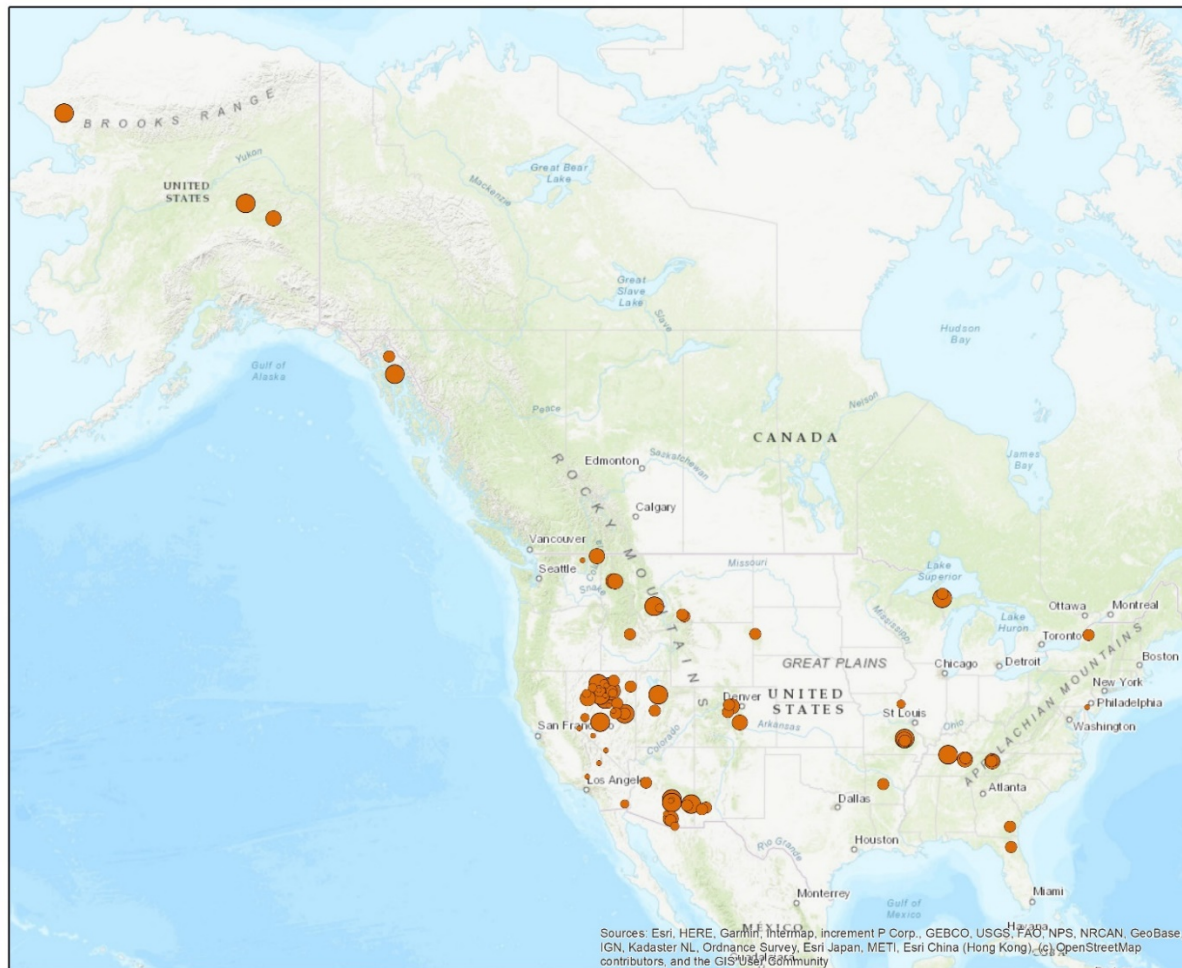 BROOKS RANGE
Yukon
UNITED
STATES
Great Bear
Lake
Mackenzie
Great
Slave
Lake
Slave
Gulf of
Alaska
Hudson
Bay
Peace
Nelson
CANADA
James
Bay
Edmonton
Saskatchewan
ROCKY MOUNTAINS
Calgary
Vancouver
Seattle
Snake
Missouri
Lake
Superior
Mississippi
Ottawa
Montreal
Lake
Huron
Toronto
GREAT PLAINS
Chicago
Detroit
Boston
New York
Philadelphia
Washington
APPALACHIAN MOUNTAINS
Denver
UNITED
STATES
St Louis
Ohio
San Francisco
Colorado
Arkansas
Los Angel
Atlanta
Dallas
Houston
Rio Grande
Monterrey
Miami
Gulf of
Mexico
Havana
MÉXICO
CUBA
Guadalajara
Sources: Esri, HERE, Garmin, Intermap, increment P Corp., GEBCO, USGS, FAO, NPS, NRCAN, GeoBase,
IGN, Kadaster NL, Ordnance Survey, Esri Japan, METI, Esri China (Hong Kong), (c) OpenStreetMap
contributors, and the GIS User Community